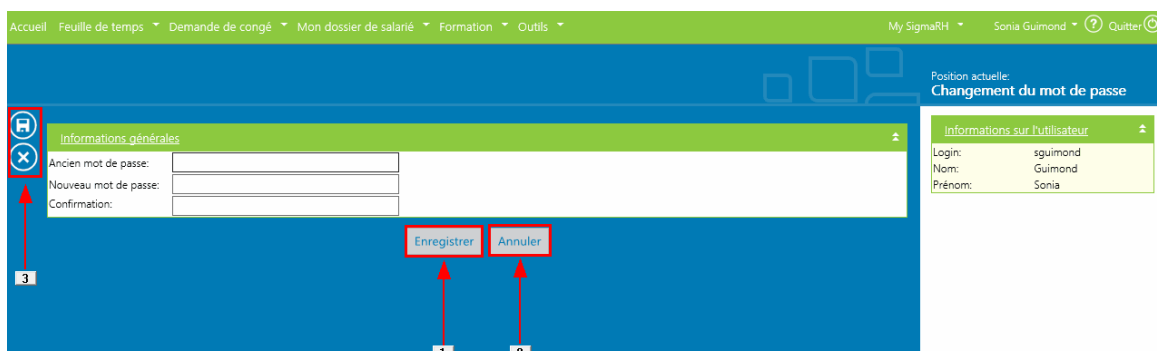 Accueil Feuille de temps Demande de congé Mon dossier de salarié Formation Outils My SigmaRH Sonia Guimond ? Quitter
Position actuelle:
Changement du mot de passe
Informations générales
Ancien mot de passe:
Nouveau mot de passe:
Confirmation:
Enregistrer Annuler
3
Informations sur l'utilisateur
Login: sguimond
Nom: Guimond
Prénom: Sonia